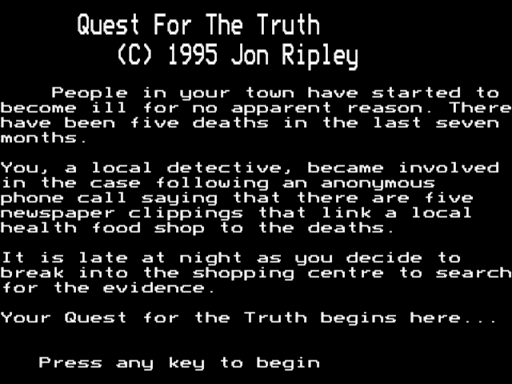 Quest For The Truth
(C) 1995 Jon Ripley
People in your town have started to
become ill for no apparent reason. There
have been five deaths in the last seven
months.
You, a local detective, became involved
in the case following an anonymous
phone call saying that there are five
newspaper clippings that link a local
health food shop to the deaths.
It is late at night as you decide to
break into the shopping centre to search
for the evidence.
Your Quest for the Truth begins here...
Press any key to begin